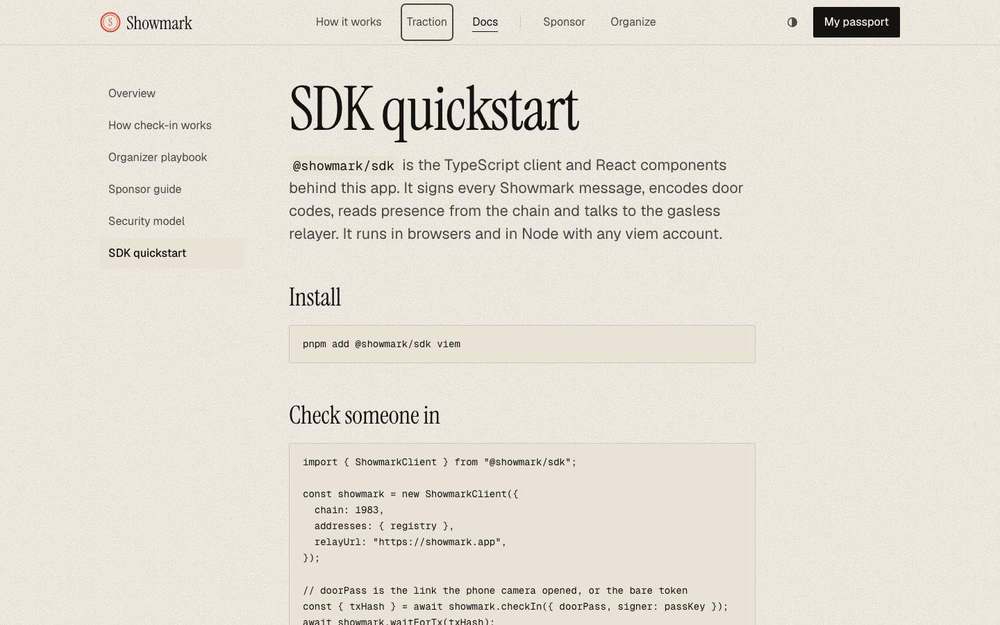 Showmark
How it works
Traction
Docs
Sponsor
Organize
My passport
Overview
How check-in works
Organizer playbook
Sponsor guide
Security model
SDK quickstart
SDK quickstart
@showmark/sdk is the TypeScript client and React components
behind this app. It signs every Showmark message, encodes door
codes, reads presence from the chain and talks to the gasless
relayer. It runs in browsers and in Node with any viem account.
Install
pnpm add @showmark/sdk viem
Check someone in
import { ShowmarkClient } from "@showmark/sdk";
const showmark = new ShowmarkClient({
  chain: 1983,
  addresses: { registry },
  relayUrl: "https://showmark.app",
});
// doorPass is the link the phone camera opened, or the bare token
const { txHash } = await showmark.checkIn({ doorPass, signer: passKey });
await showmark.waitForTx(txHash);